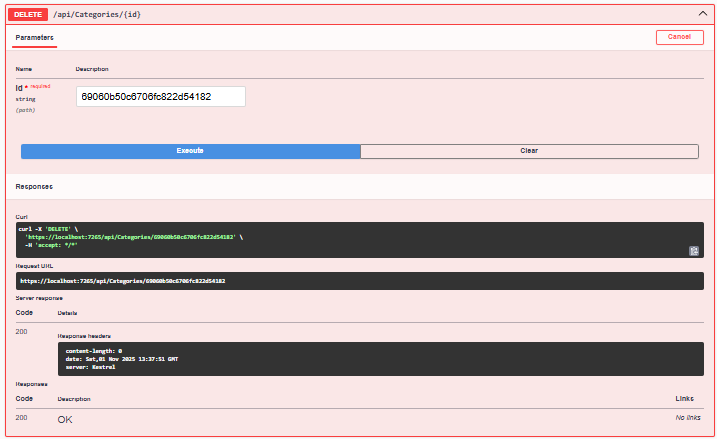 DELETE /api/Categories/{id}
Parameters
Cancel
Name Description
id * required
string
(path)
69060b50c6706fc822d54182
Execute Clear
Responses
Curl
curl -X 'DELETE' \
'https://localhost:7265/api/Categories/69060b50c6706fc822d54182' \
-H 'accept: */*'
Request URL
https://localhost:7265/api/Categories/69060b50c6706fc822d54182
Server response
Code Details
200
Response headers
content-length: 0
date: Sat,01 Nov 2025 13:37:51 GMT
server: Kestrel
Responses
Code Description Links
200 OK No links